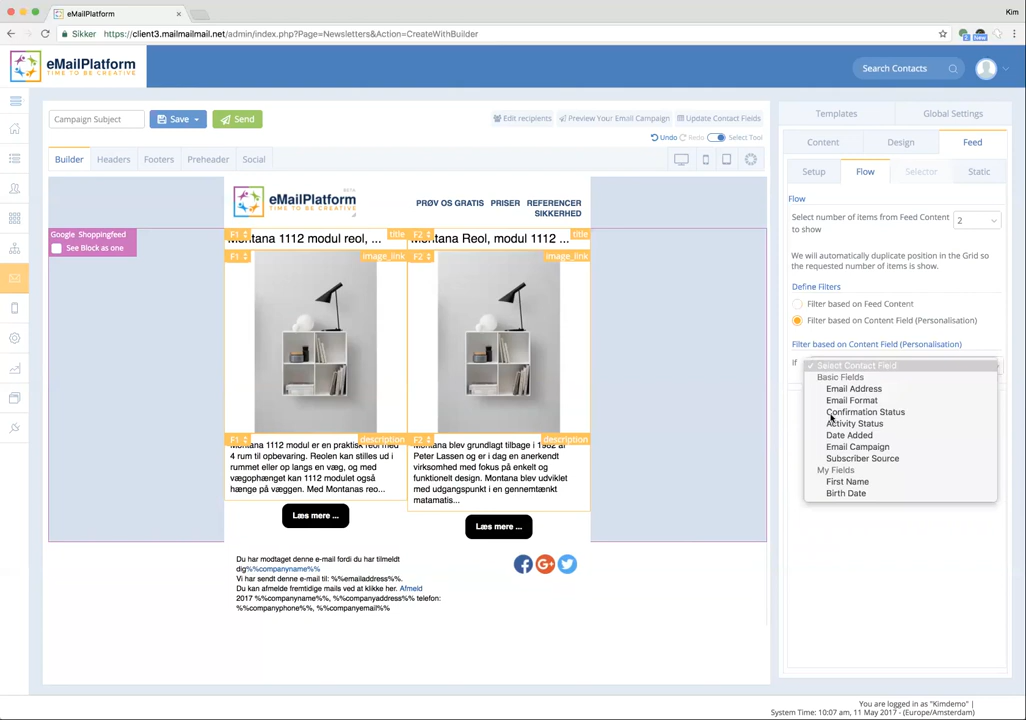 eMailPlatform
Kim
Sikker
https://client3.mailmailmail.net/admin/index.php?Page=Newsletters&Action=CreateWithBuilder
New
eMailPlatform
TIME TO BE CREATIVE
Search Contacts
Campaign Subject
Save
Send
Edit recipients
Preview Your Email Campaign
Update Contact Fields
Undo
Redo
Select Tool
Builder
Headers
Footers
Preheader
Social
Templates
Global Settings
Content
Design
Feed
Setup
Flow
Selector
Static
BETA
eMailPlatform
TIME TO BE CREATIVE
PRØV OS GRATIS PRISER REFERENCER
SIKKERHED
Google Shoppingfeed
See Block as one
F1
title
Montana 1112 modul reol, ...
F2
title
Montana Reol, modul 1112 ...
F1
image_link
F2
image_link
F1
description
Montana 1112 modul er en praktisk reol med
4 rum til opbevaring. Reolen kan stilles ud i
rummet eller op langs en væg, og med
vægophænget kan 1112 modulet også
hænge på væggen. Med Montanas reo...
Læs mere ...
F2
description
Montana blev grundlagt tilbage i 1982 af
Peter Lassen og er i dag en anerkendt
virksomhed med fokus på enkelt og
funktionelt design. Montana blev udviklet
med udgangspunkt i en gennemtænkt
matamatis...
Læs mere ...
Du har modtaget denne e-mail fordi du har tilmeldt
dig%%companyname%%
Vi har sendt denne e-mail til: %%emailaddress%%.
Du kan afmelde fremtidige mails ved at klikke her. Afmeld
2017 %%companyname%%, %%companyaddress%% telefon:
%%companyphone%%, %%companyemail%%
Flow
Select number of items from Feed Content
to show
2
We will automatically duplicate position in the Grid so
the requested number of items is show.
Define Filters
Filter based on Feed Content
Filter based on Content Field (Personalisation)
Filter based on Content Field (Personalisation)
If
✓ Select Contact Field
Basic Fields
Email Address
Email Format
Confirmation Status
Activity Status
Date Added
Email Campaign
Subscriber Source
My Fields
First Name
Birth Date
You are logged in as "Kimdemo" |
System Time: 10:07 am, 11 May 2017 - (Europe/Amsterdam)